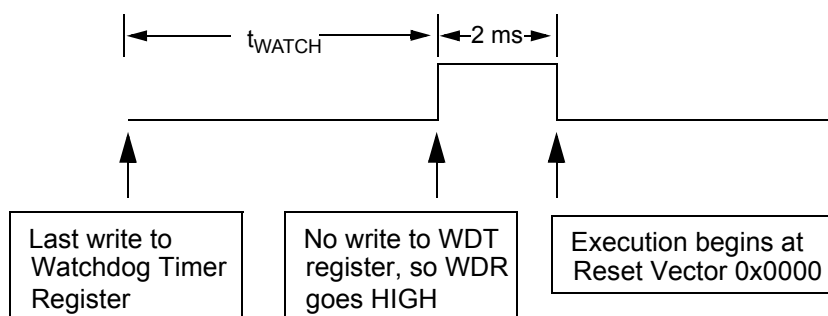 tWATCH
2 ms
Last write to
Watchdog Timer
Register
No write to WDT
register, so WDR
goes HIGH
Execution begins at
Reset Vector 0x0000